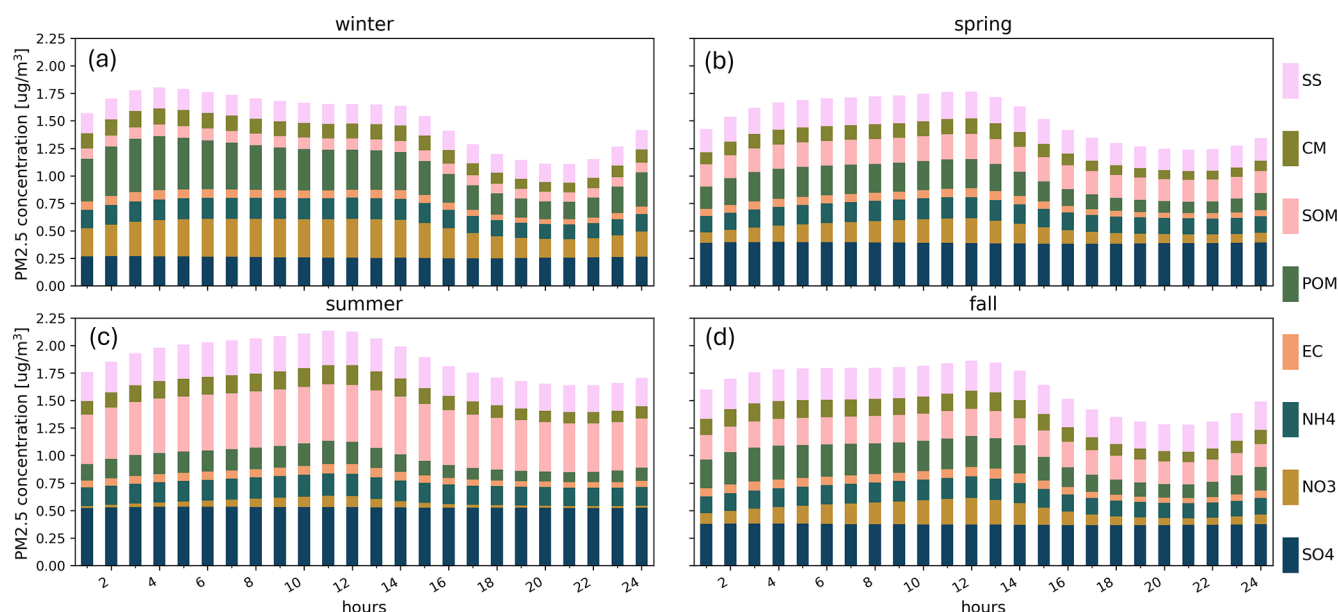 winter
spring
(a)
(b)
PM2.5 concentration [ug/m³]
2.25
2.00
1.75
1.50
1.25
1.00
0.75
0.50
0.25
0.00
summer
fall
(c)
(d)
PM2.5 concentration [ug/m³]
2.25
2.00
1.75
1.50
1.25
1.00
0.75
0.50
0.25
0.00
2 4 6 8 10 12 14 16 18 20 22 24
2 4 6 8 10 12 14 16 18 20 22 24
hours
hours
SS
CM
SOM
POM
EC
NH4
NO3
SO4